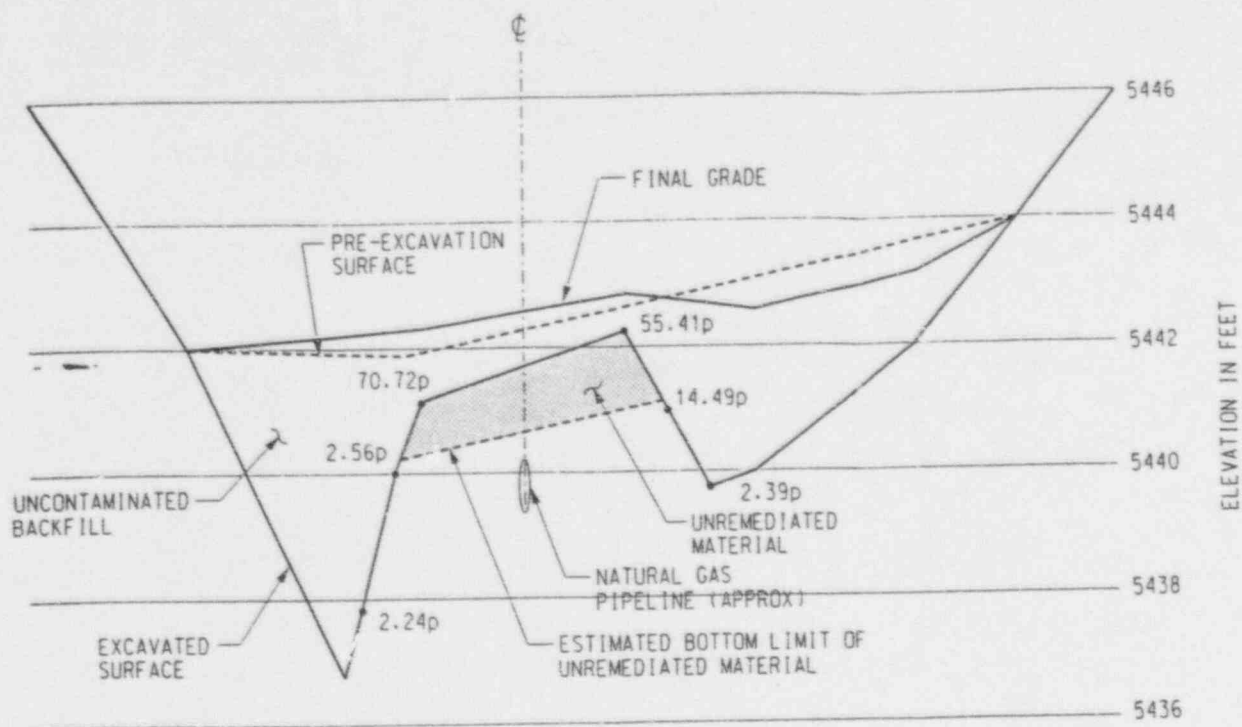 ℄
5446
FINAL GRADE
5444
PRE-EXCAVATION
SURFACE
55.41p
5442
70.72p
14.49p
2.56p
5440
2.39p
UNCONTAMINATED
BACKFILL
UNREMEDIATED
MATERIAL
NATURAL GAS
PIPELINE (APPROX)
5438
2.24p
EXCAVATED
SURFACE
ESTIMATED BOTTOM LIMIT OF
UNREMEDIATED MATERIAL
5436
ELEVATION IN FEET